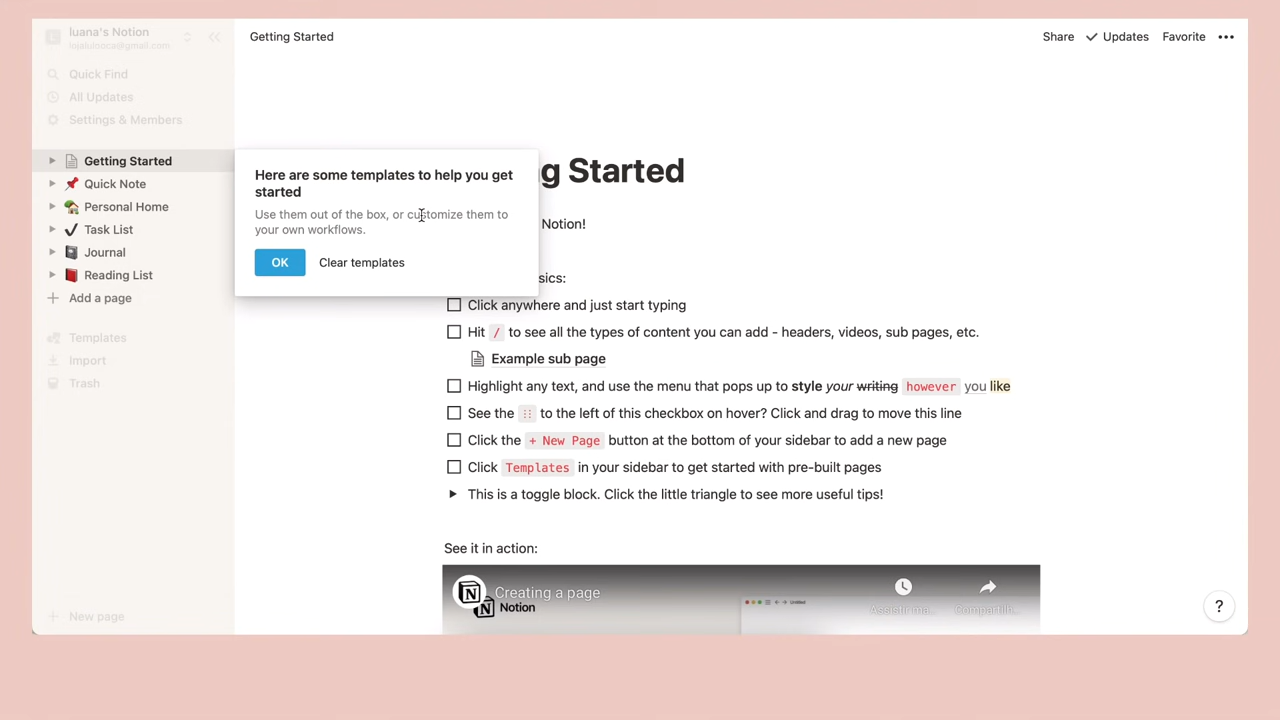 luana's Notion
Quick Find
All Updates
Settings & Members
Getting Started
Quick Note
Personal Home
Task List
Journal
Reading List
Add a page
Templates
Import
Trash
New page
Getting Started
Share
Updates
Favorite
Here are some templates to help you get
started
Use them out of the box, or customize them to
your own workflows.
OK
Clear templates
g Started
Notion!
sics:
Click anywhere and just start typing
Hit / to see all the types of content you can add - headers, videos, sub pages, etc.
Example sub page
Highlight any text, and use the menu that pops up to style your writing however you like
See the :: to the left of this checkbox on hover? Click and drag to move this line
Click the + New Page button at the bottom of your sidebar to add a new page
Click Templates in your sidebar to get started with pre-built pages
This is a toggle block. Click the little triangle to see more useful tips!
See it in action:
Creating a page
Notion
Untitled
Assistir ma...
Compartilh...
?